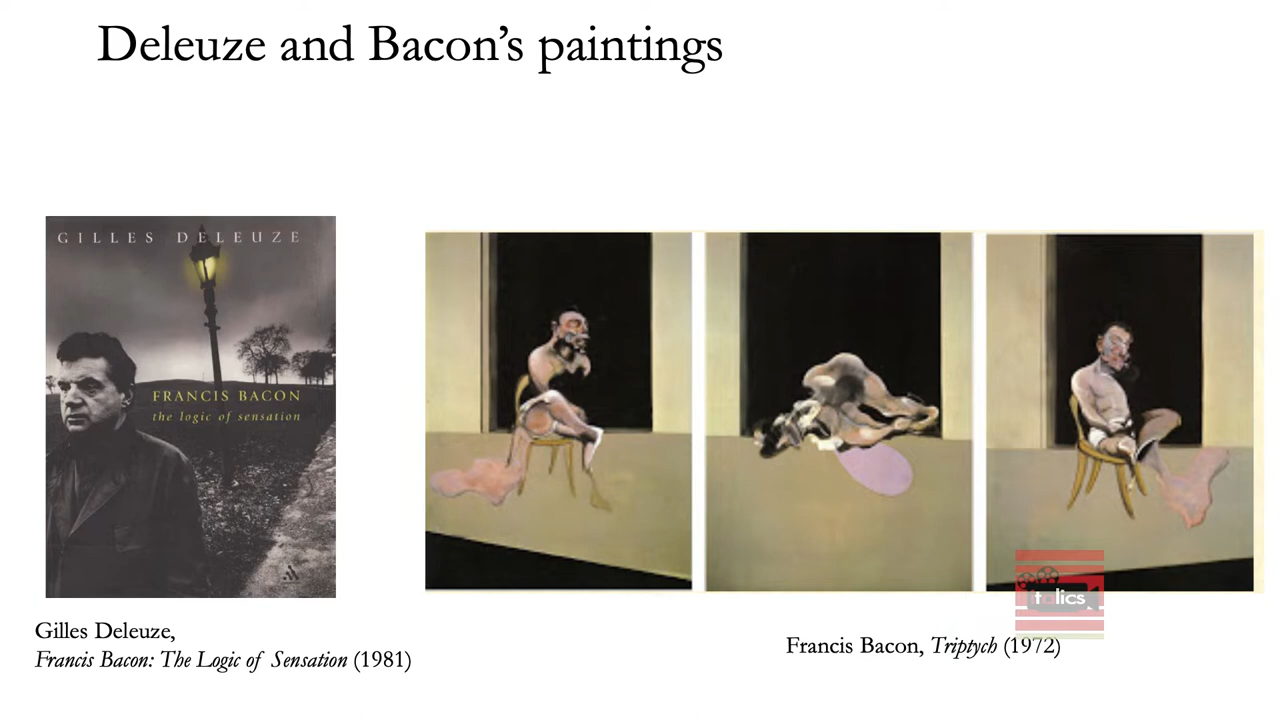 Deleuze and Bacon’s paintings
GILLES DELEUZE
FRANCIS BACON
the logic of sensation
Gilles Deleuze,
Francis Bacon: The Logic of Sensation (1981)
Francis Bacon, Triptych (1972)